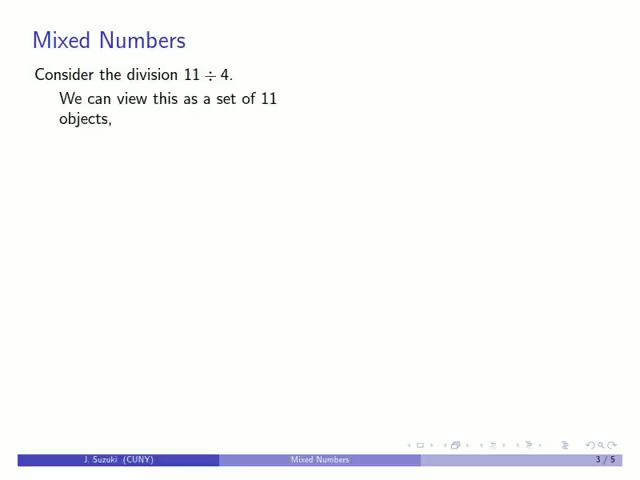 Mixed Numbers
Consider the division 11 ÷ 4.
We can view this as a set of 11
objects,
J. Suzuki (CUNY)
Mixed Numbers
3 / 5